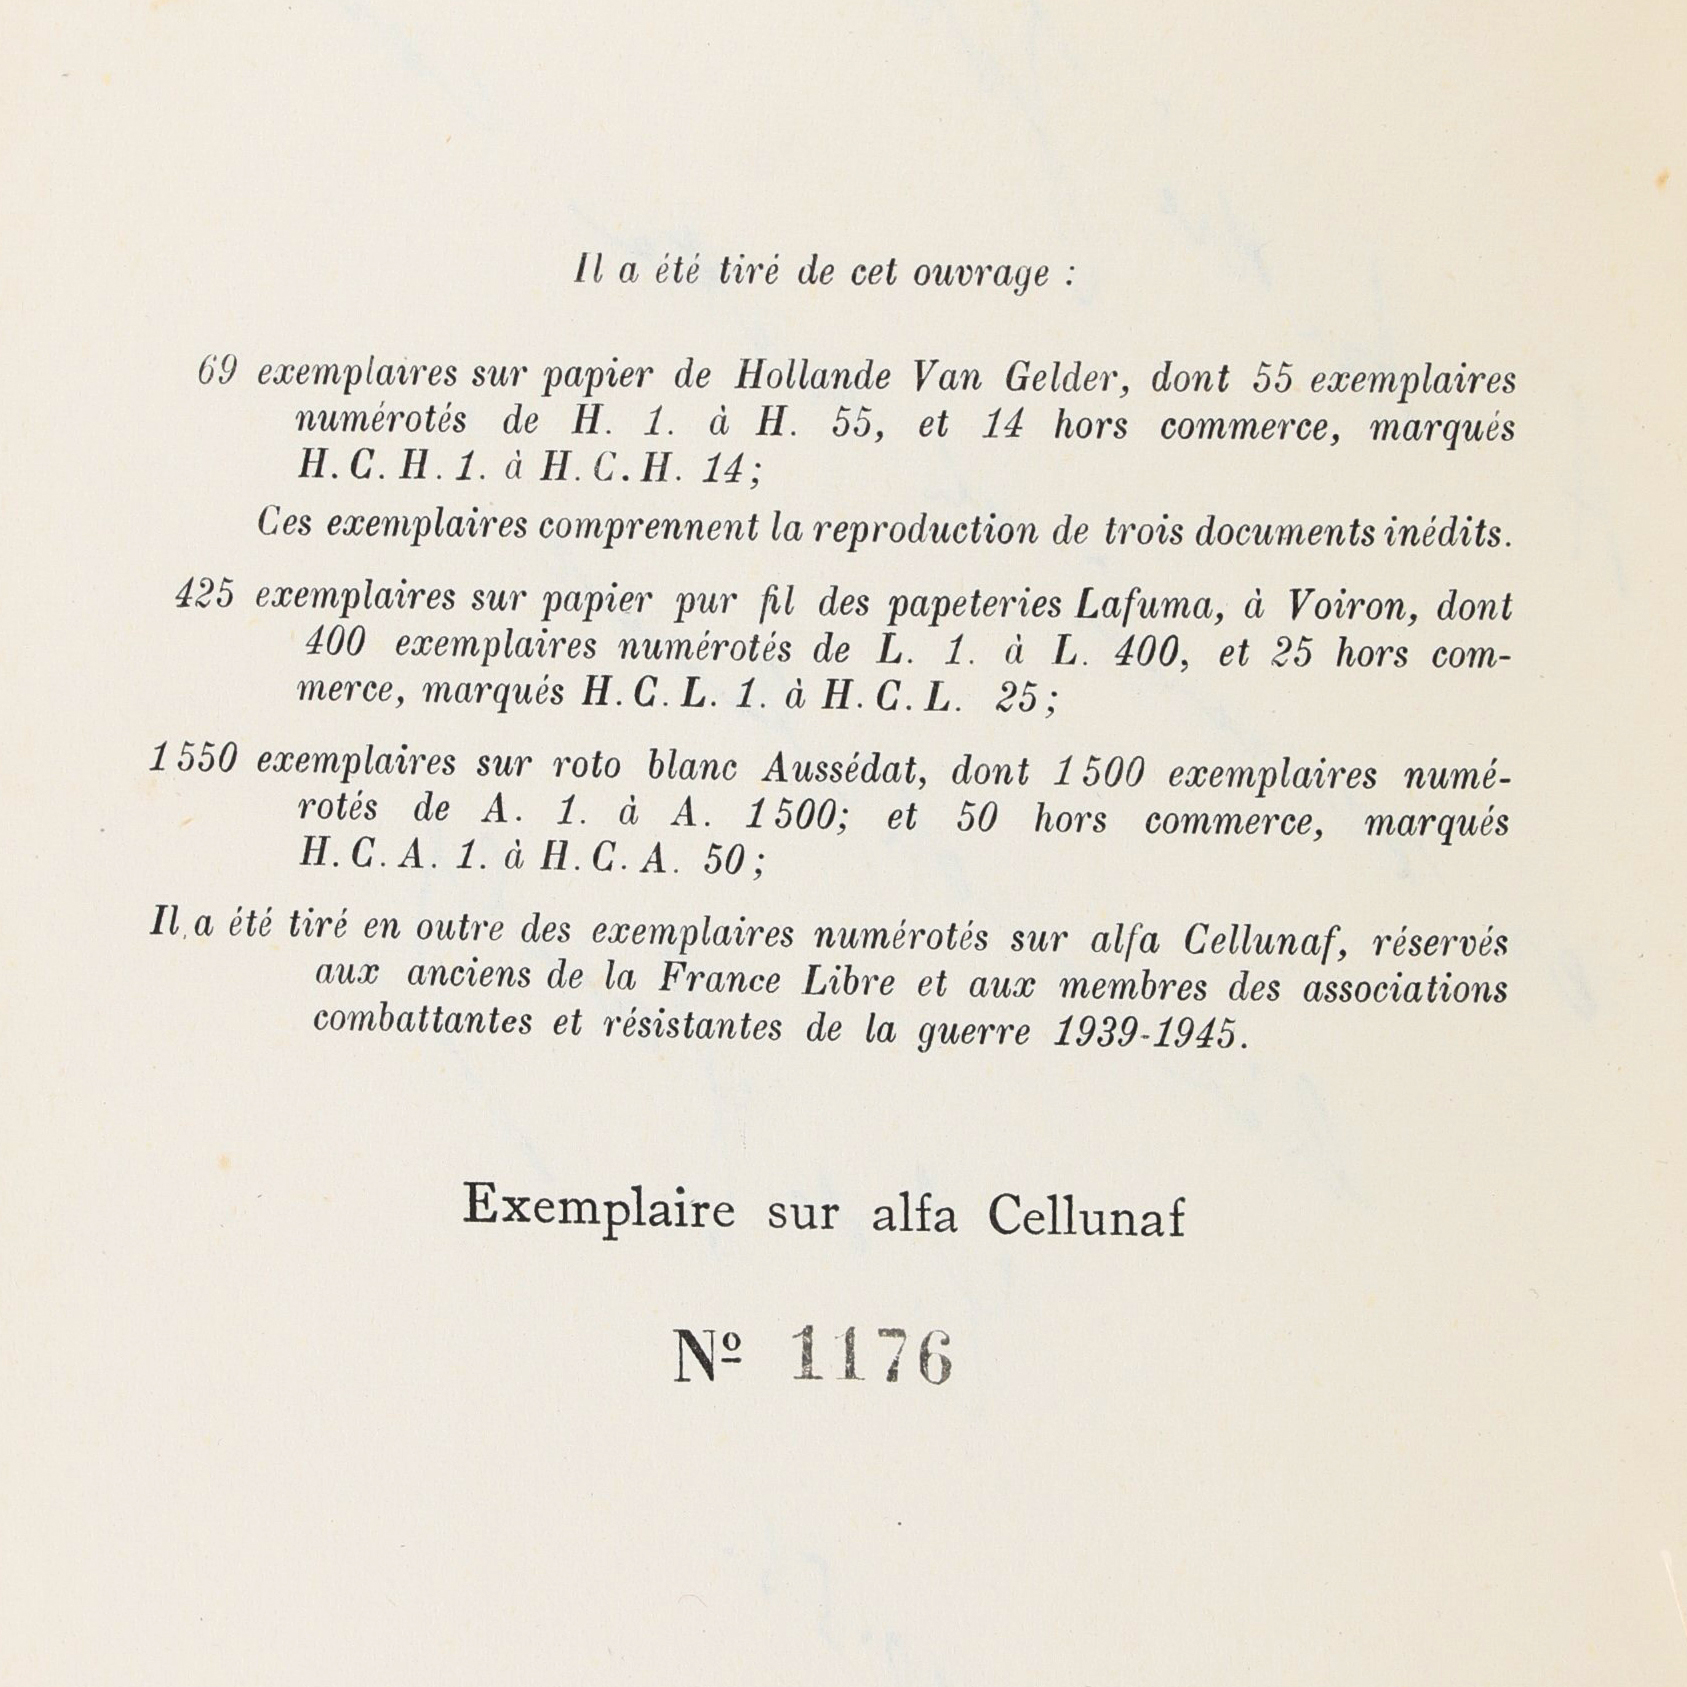 Il a été tiré de cet ouvrage :
69 exemplaires sur papier de Hollande Van Gelder, dont 55 exemplaires
numérotés de H. 1. à H. 55, et 14 hors commerce, marqués
H. C. H. 1. à H. C. H. 14;
Ces exemplaires comprennent la reproduction de trois documents inédits.
425 exemplaires sur papier pur fil des papeteries Lafuma, à Voiron, dont
400 exemplaires numérotés de L. 1. à L. 400, et 25 hors com-
merce, marqués H. C. L. 1. à H. C. L. 25;
1 550 exemplaires sur roto blanc Aussédat, dont 1 500 exemplaires numé-
rotés de A. 1. à A. 1 500; et 50 hors commerce, marqués
H. C. A. 1. à H. C. A. 50;
Il a été tiré en outre des exemplaires numérotés sur alfa Cellunaf, réservés
aux anciens de la France Libre et aux membres des associations
combattantes et résistantes de la guerre 1939-1945.
Exemplaire sur alfa Cellunaf
Nº 1176